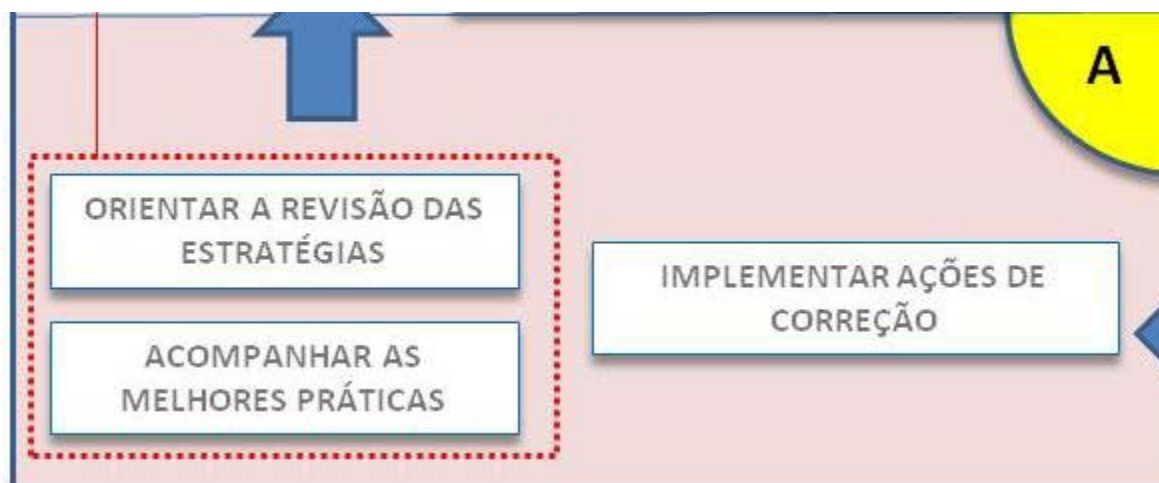 A
ORIENTAR A REVISÃO DAS
ESTRATÉGIAS
ACOMPANHAR AS
MELHORES PRÁTICAS
IMPLEMENTAR AÇÕES DE
CORREÇÃO